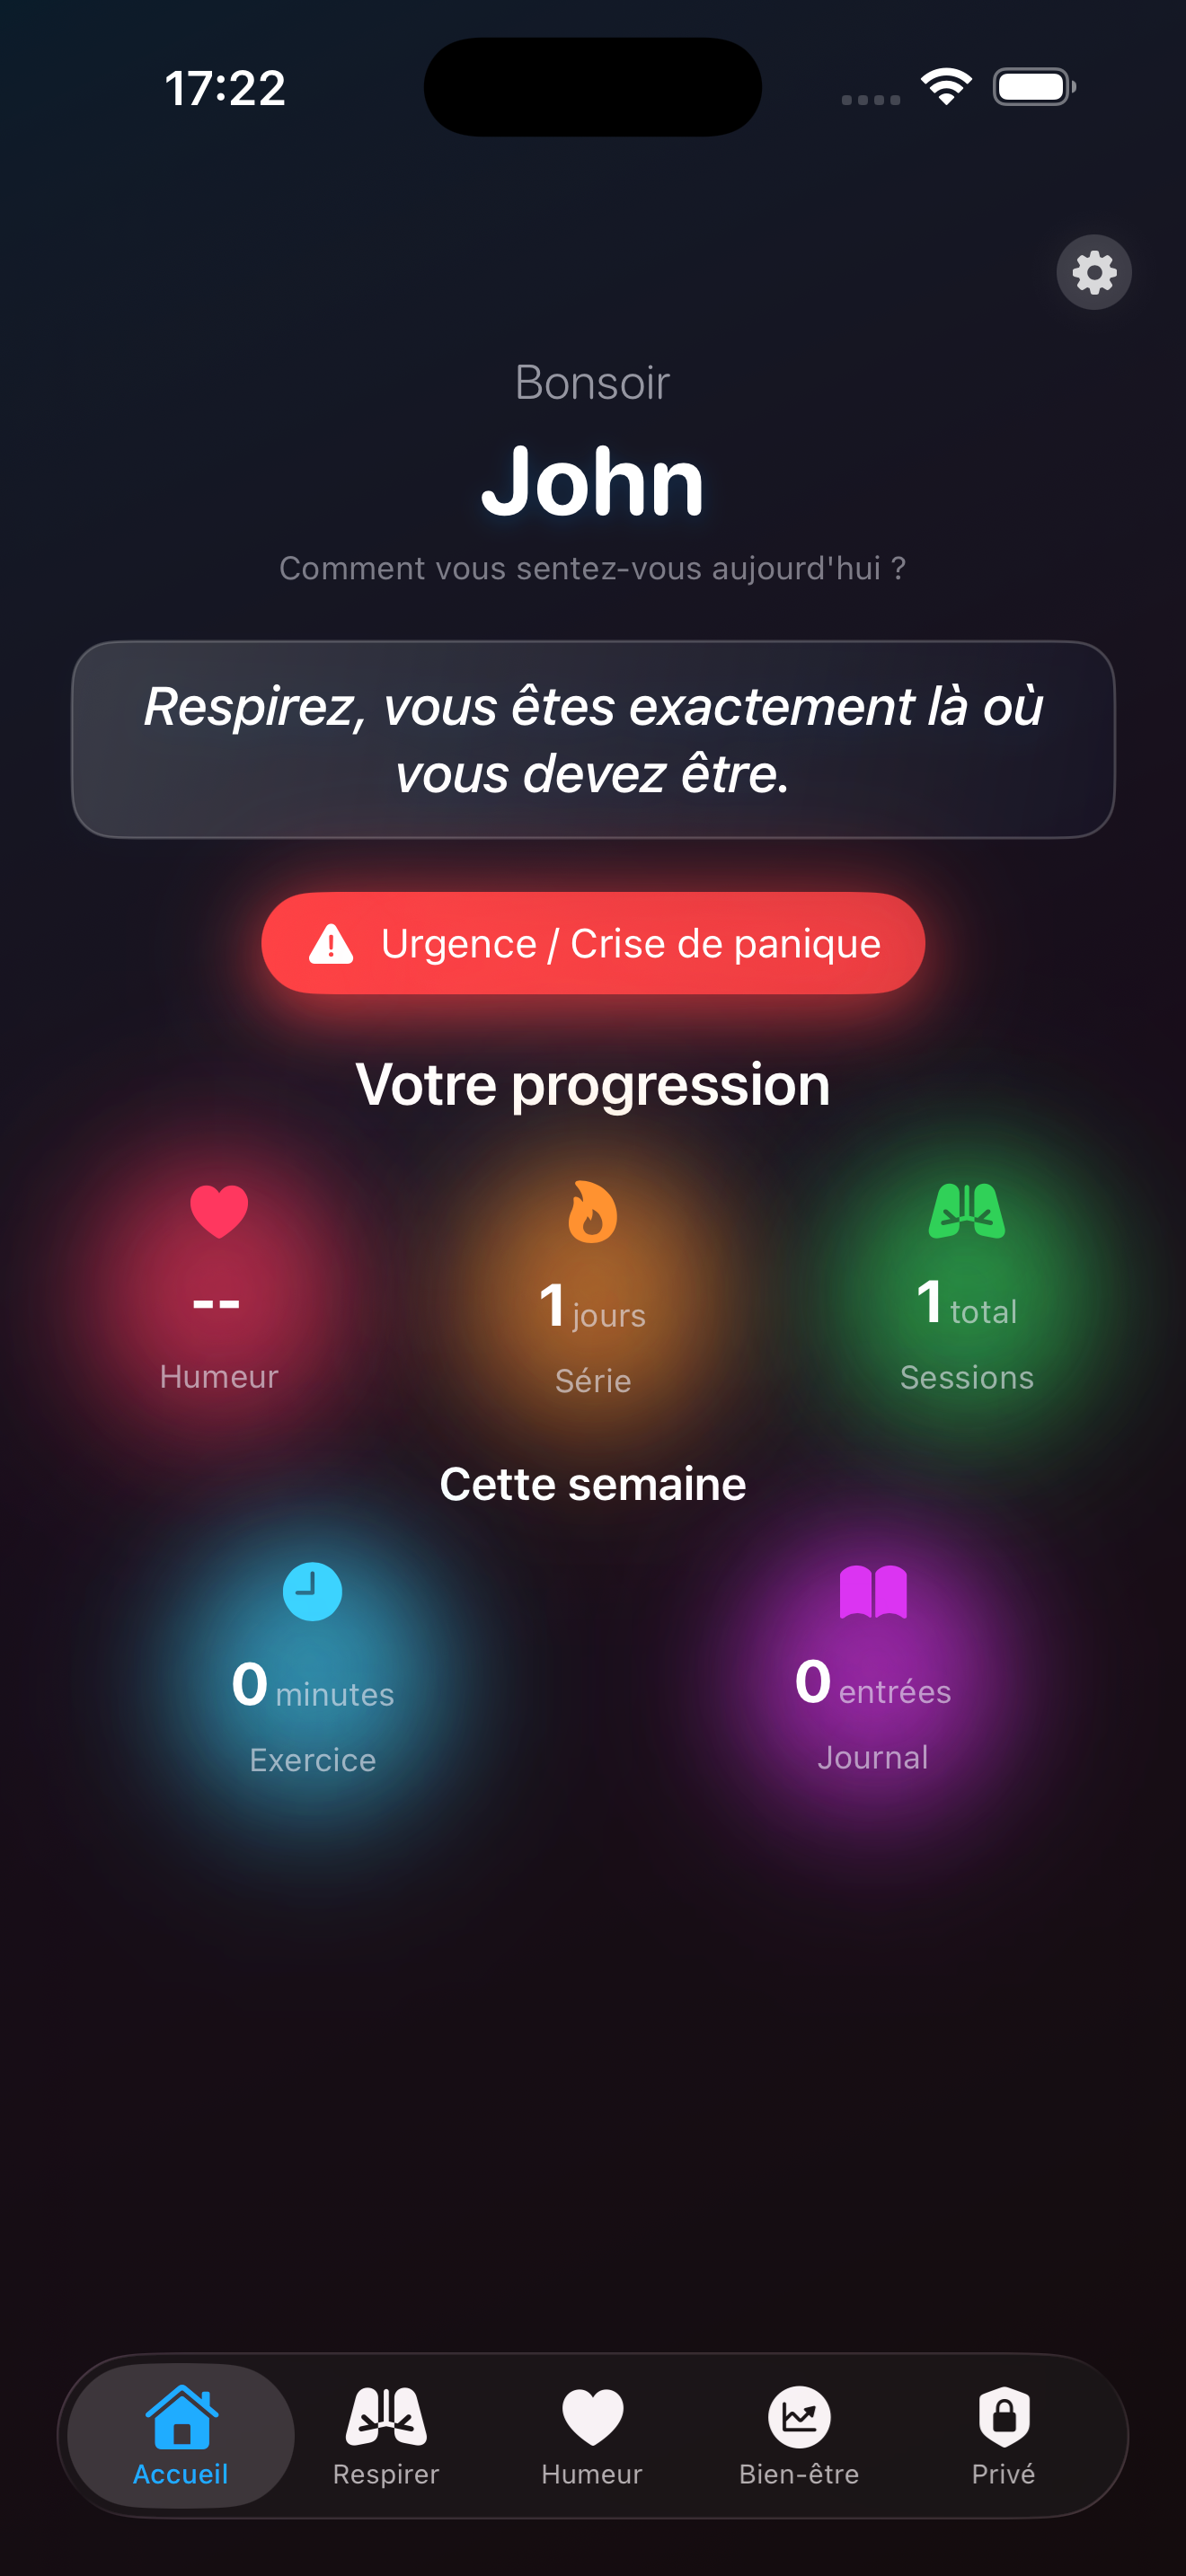 17:22
Bonsoir
John
Comment vous sentez-vous aujourd'hui ?
Respirez, vous êtes exactement là où
vous devez être.
Urgence / Crise de panique
Votre progression
--
Humeur
1 jours
Série
1 total
Sessions
Cette semaine
0 minutes
Exercice
0 entrées
Journal
Accueil
Respirer
Humeur
Bien-être
Privé